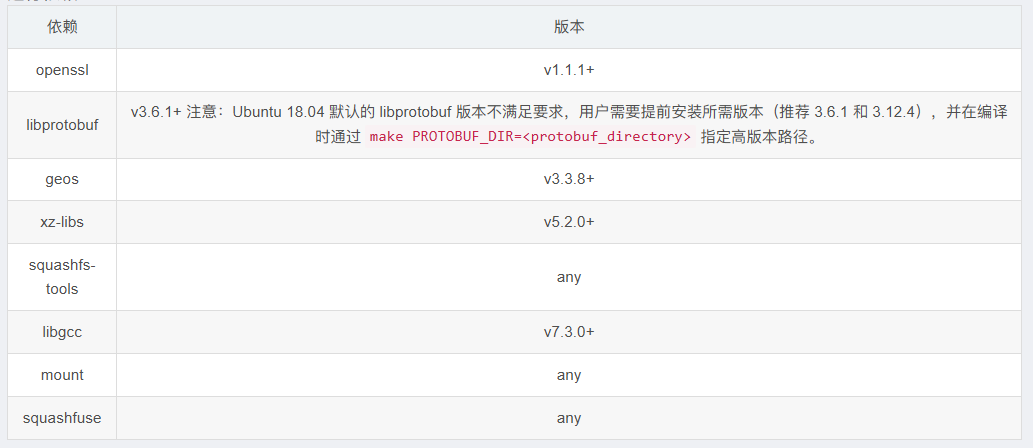 依赖 版本
openssl v1.1.1+
v3.6.1+ 注意：Ubuntu 18.04 默认的 libprotobuf 版本不满足要求，用户需要提前安装所需版本（推荐 3.6.1 和 3.12.4），并在编译
libprotobuf
时通过 make PROTOBUF_DIR=<protobuf_directory> 指定高版本路径。
geos v3.3.8+
xz-libs v5.2.0+
squashfs-
tools
any
libgcc v7.3.0+
mount any
squashfuse any